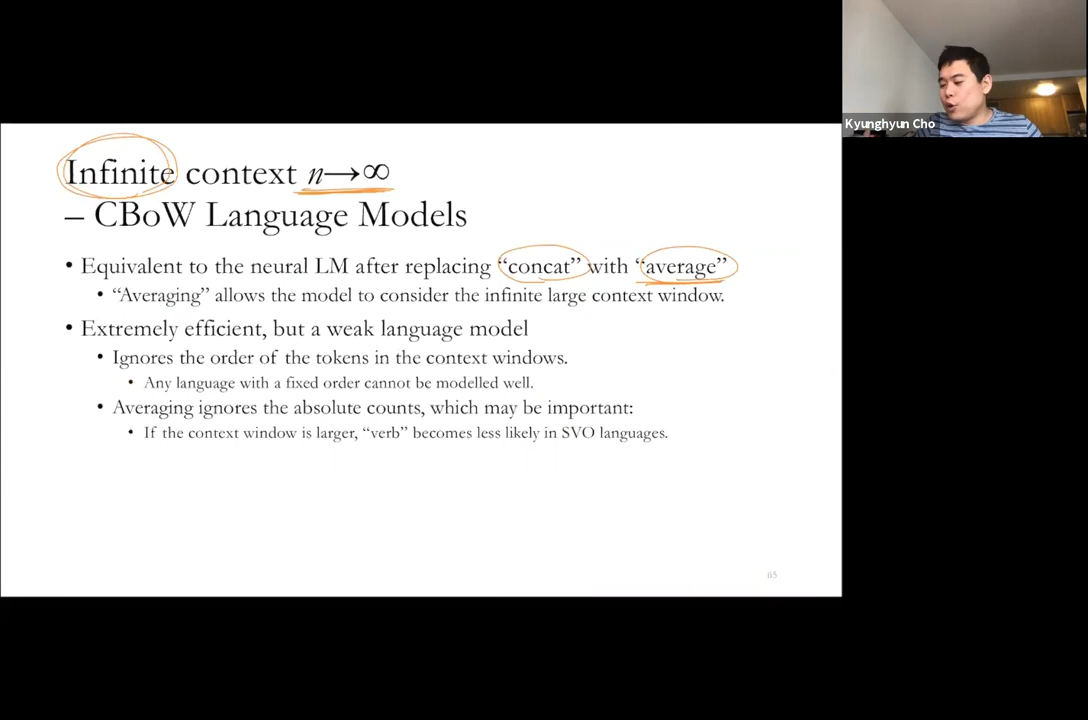 Kyunghyun Cho
Infinite context n→∞
– CBoW Language Models
• Equivalent to the neural LM after replacing “concat” with “average”
• “Averaging” allows the model to consider the infinite large context window.
• Extremely efficient, but a weak language model
• Ignores the order of the tokens in the context windows.
• Any language with a fixed order cannot be modelled well.
• Averaging ignores the absolute counts, which may be important:
• If the context window is larger, “verb” becomes less likely in SVO languages.
65